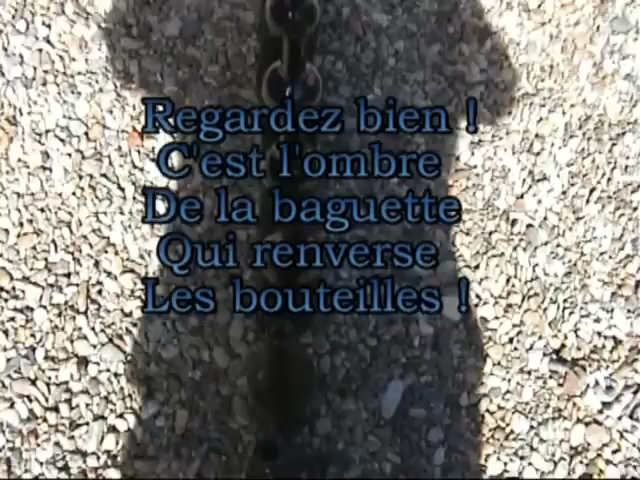 Regardez bien !
C'est l'ombre
De la baguette
Qui renverse
Les bouteilles !